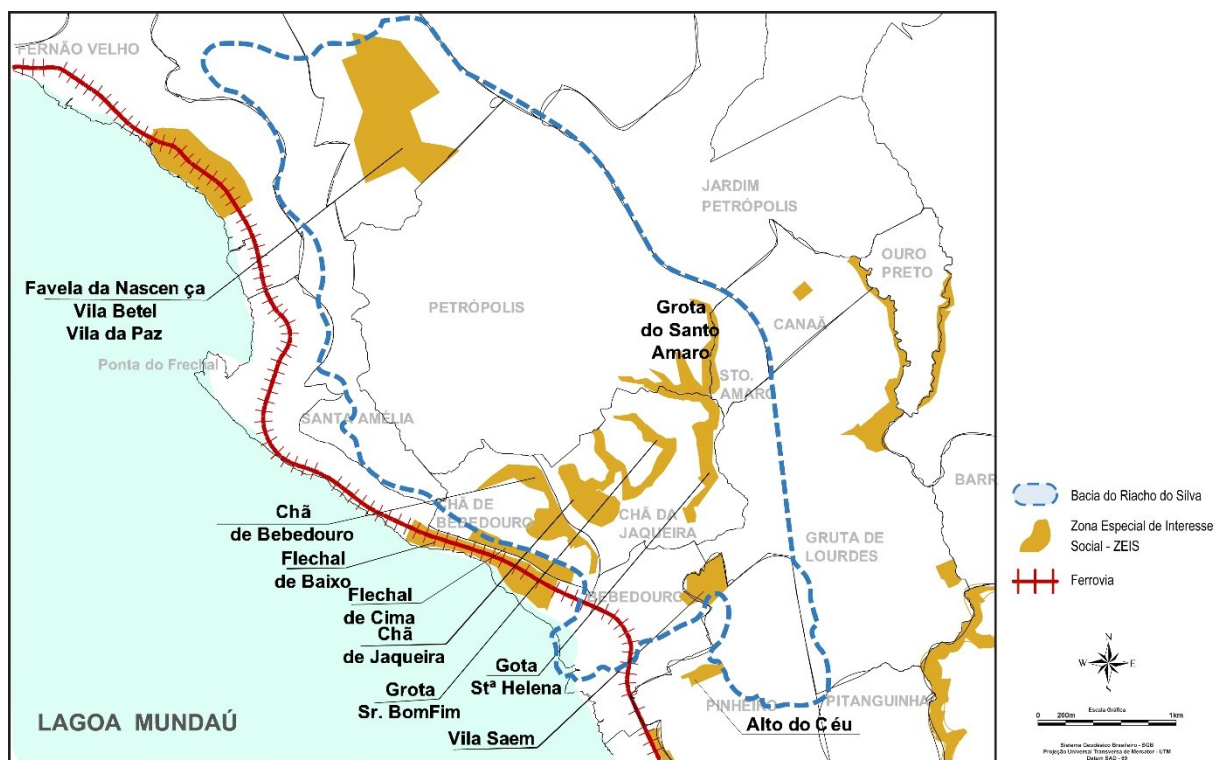 FERNÃO VELHO
JARDIM
PETRÓPOLIS
OURO
PRETO
Favela da Nascen ça
Vila Betel
Vila da Paz
PETRÓPOLIS
Grota
do Santo
Amaro
CANAÃ
Ponta do Frechal
STO.
AMARO
SANTA AMÉLIA
BARR
CHÃ DE
BEBEDOURO
CHÃ DA
JAQUEIRA
GRUTA DE
LOURDES
Chã
de Bebedouro
Flechal
de Baixo
Flechal
de Cima
BEBEDOURO
Chã
de Jaqueira
Gota
Stª Helena
Grota
Sr. BomFim
PINHEIRO
PITANGUINHA
Alto do Céu
Vila Saem
LAGOA MUNDAÚ
Bacia do Riacho do Silva
Zona Especial de Interesse
Social - ZEIS
Ferrovia
N
W
E
S
Escala Gráfica
0 200m 1km
Sistema Geodésico Brasileiro - SGB
Projeção Universal Transversa de Mercator - UTM
Datum SAD - 69